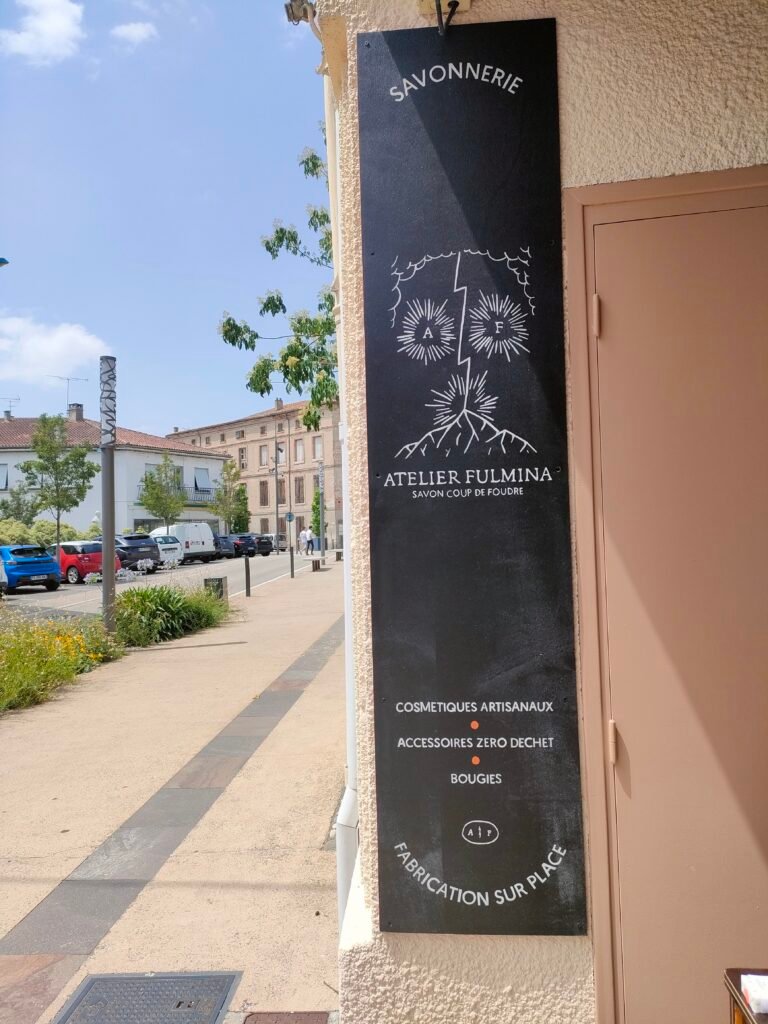 SAVONNERIE
A F
ATELIER FULMINA
SAVON COUP DE FOUDRE
COSMETIQUES ARTISANAUX
ACCESSOIRES ZERO DECHET
BOUGIES
A F
FABRICATION SUR PLACE